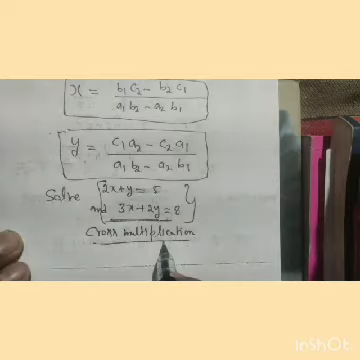 x = b₁c₂ - b₂c₁ / a₁b₂ - a₂b₁
y = c₁a₂ - c₂a₁ / a₁b₂ - a₂b₁
Solve 2x+y=5
and 3x+2y=8
Cross multiplication
InShot